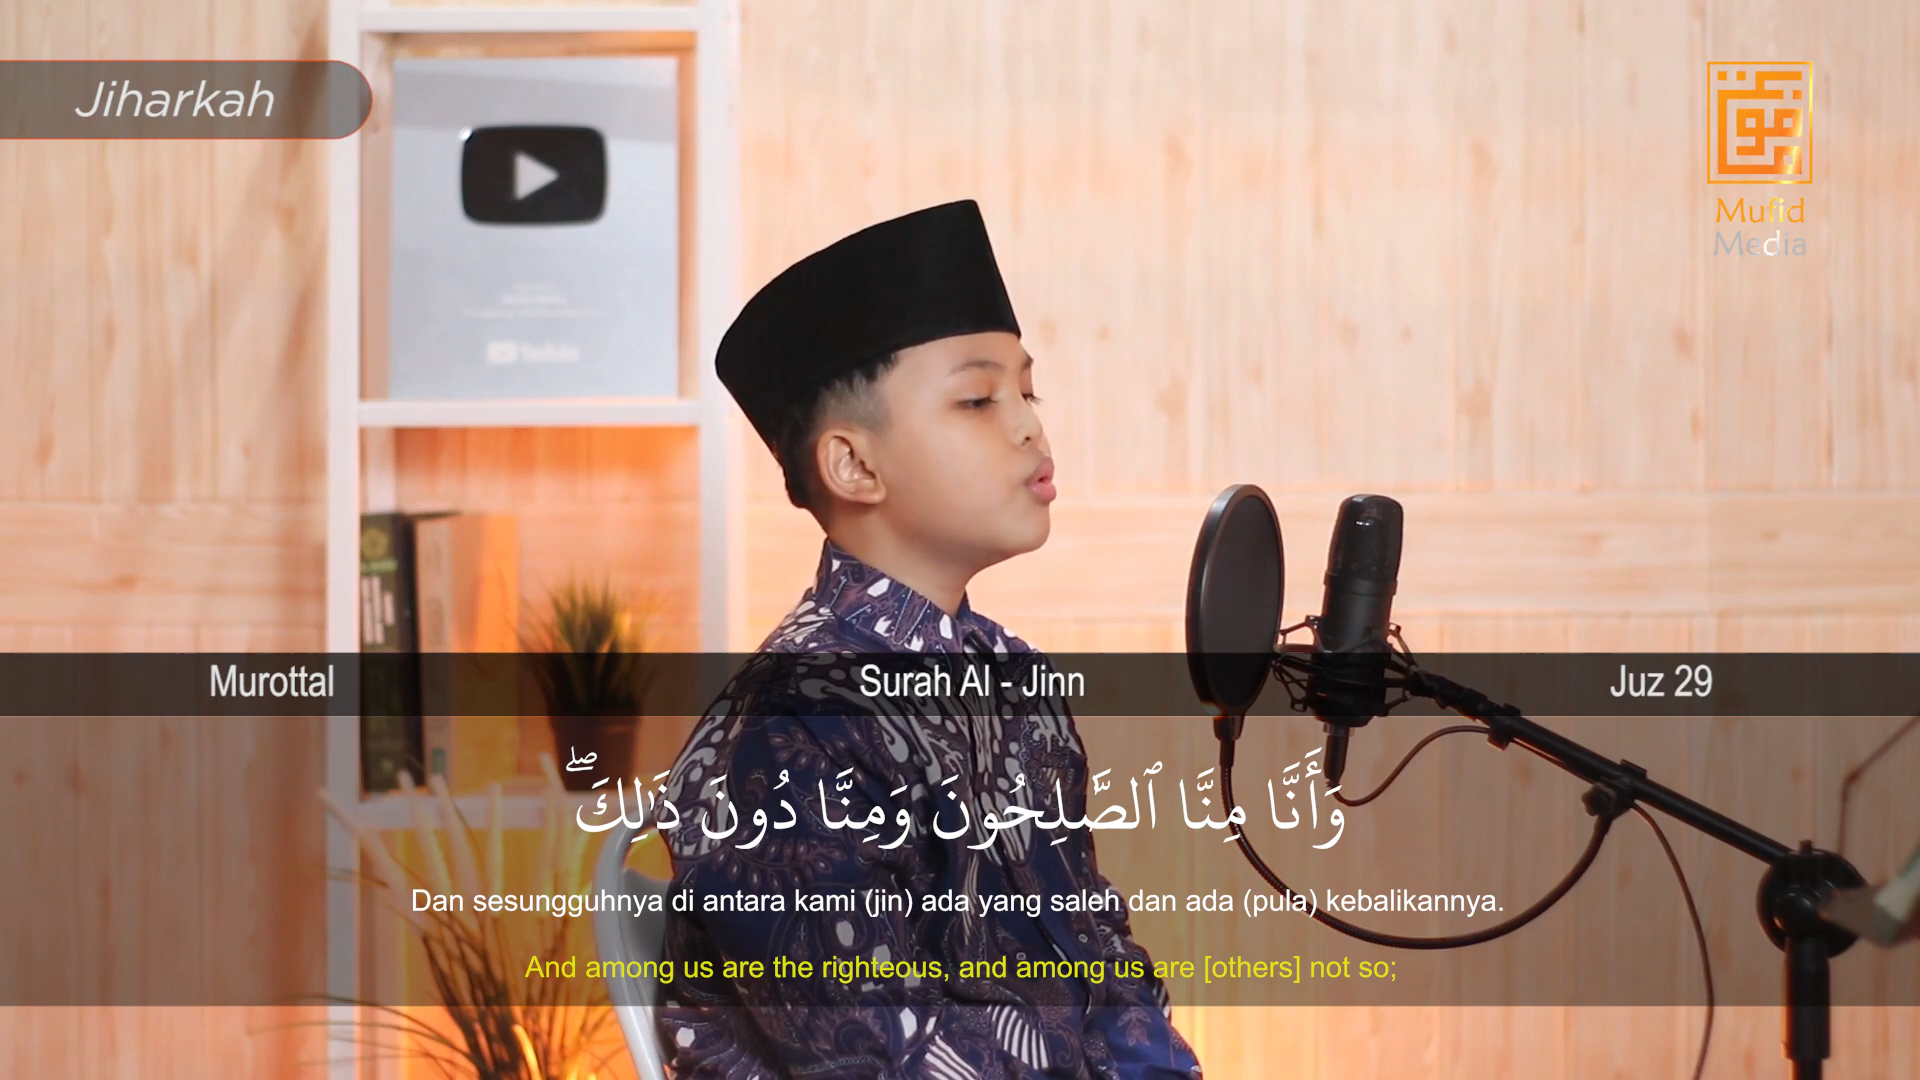 Jiharkah
Mufid
Media
Murottal
Surah Al - Jinn
Juz 29
وَأَنَّا مِنَّا ٱلصَّٰلِحُونَ وَمِنَّا دُونَ ذَٰلِكَ ۖ
Dan sesungguhnya di antara kami (jin) ada yang saleh dan ada (pula) kebalikannya.
And among us are the righteous, and among us are [others] not so;